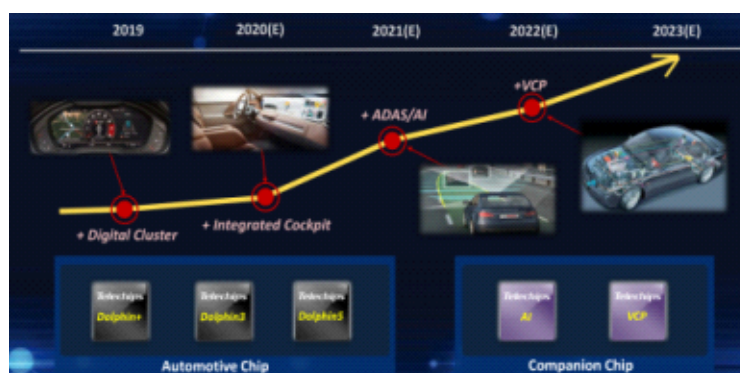 2019 2020(E) 2021(E) 2022(E) 2023(E)
+VCP
+ ADAS/AI
+ Digital Cluster
+ Integrated Cockpit
Telechips Telechips Telechips Telechips Telechips
Dolphin+ Dolphin3 Dolphin5 AI VCP
Automotive Chip Companion Chip